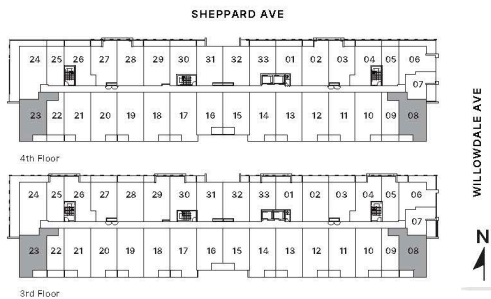 SHEPPARD AVE
24 25 26 27 28 29 30 31 32 33 01 02 03 04 05 06
07
23 22 21 20 19 18 17 16 15 14 13 12 11 10 09 08
4th Floor
WILLOWDALE AVE
24 25 26 27 28 29 30 31 32 33 01 02 03 04 05 06
07
23 22 21 20 19 18 17 16 15 14 13 12 11 10 09 08
N
3rd Floor